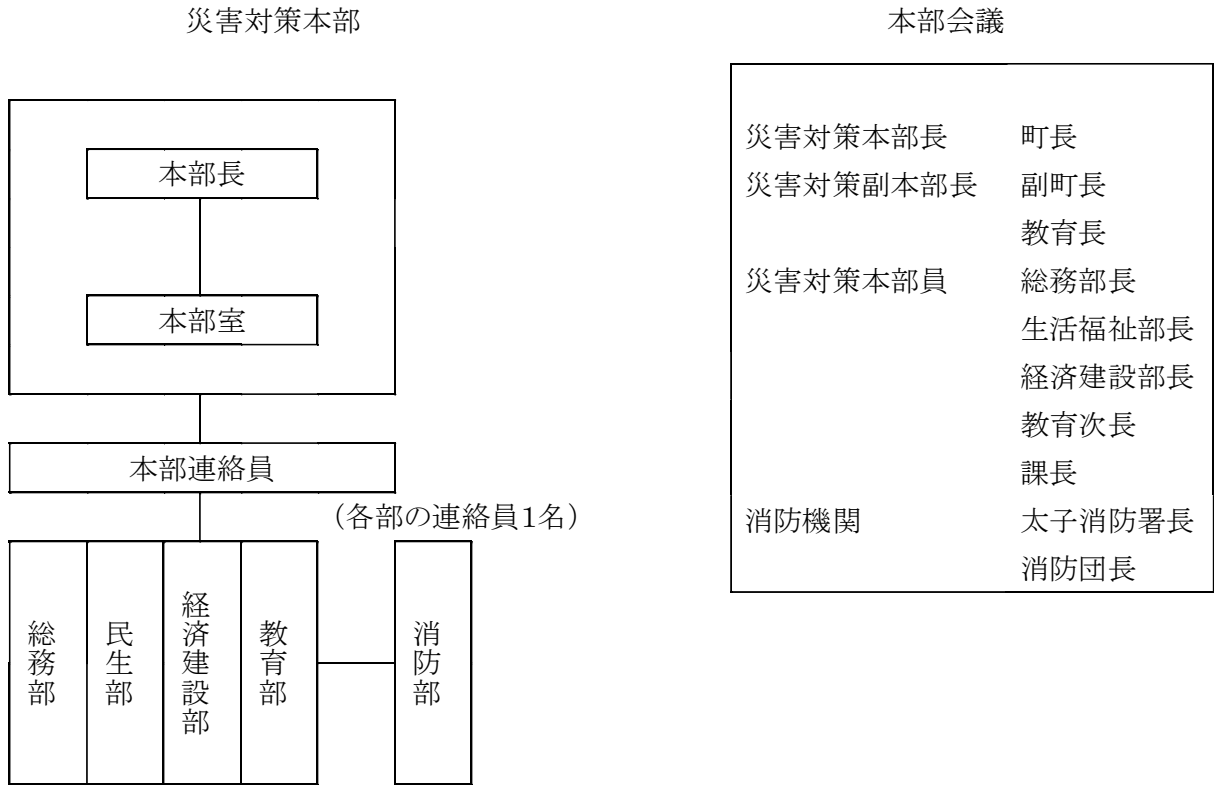 災害対策本部
本部長
本部室
本部連絡員
(各部の連絡員1名)
総務部
民生部
経済建設部
教育部
消防部
本部会議
災害対策本部長 町長
災害対策副本部長 副町長
教育長
災害対策本部員 総務部長
生活福祉部長
経済建設部長
教育次長
課長
消防機関 太子消防署長
消防団長